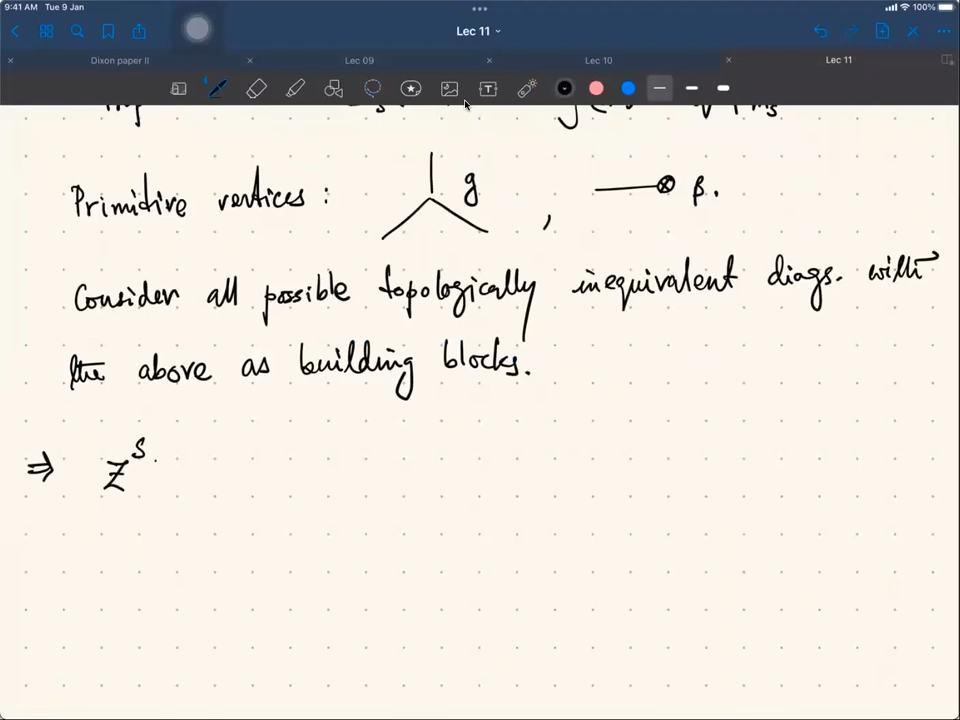 9:41 AM Tue 9 Jan
100%
Lec 11
Dixon paper II
Lec 09
Lec 10
Lec 11
Primitive vertices : g , β.
Consider all possible topologically inequivalent diags. with
the above as building blocks.
⇒ Z^S.